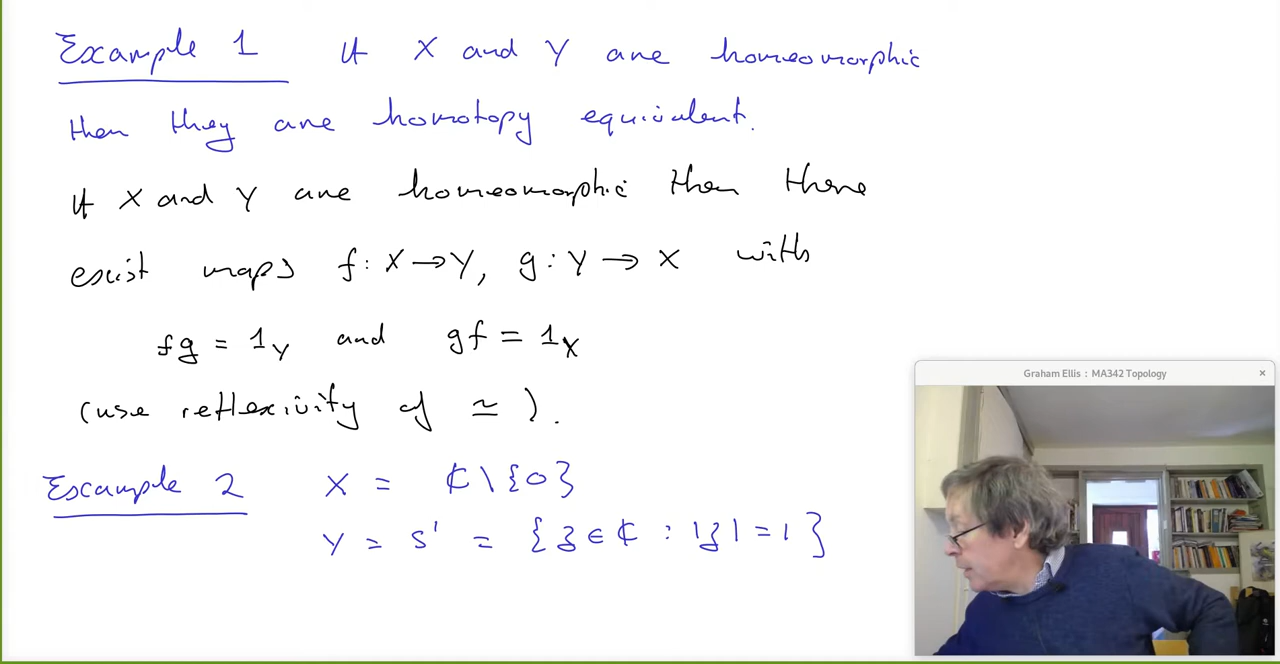 Example 1 If X and Y are homeomorphic
then they are homotopy equivalent.
If X and Y are homeomorphic then there
exist maps f: X → Y, g: Y → X with
fg = 1_Y and gf = 1_X
(use reflexivity of ≃ ).
Example 2 X = ℂ \ {0}
Y = S¹ = {z ∈ ℂ : |z| = 1}
Graham Ellis : MA342 Topology ×